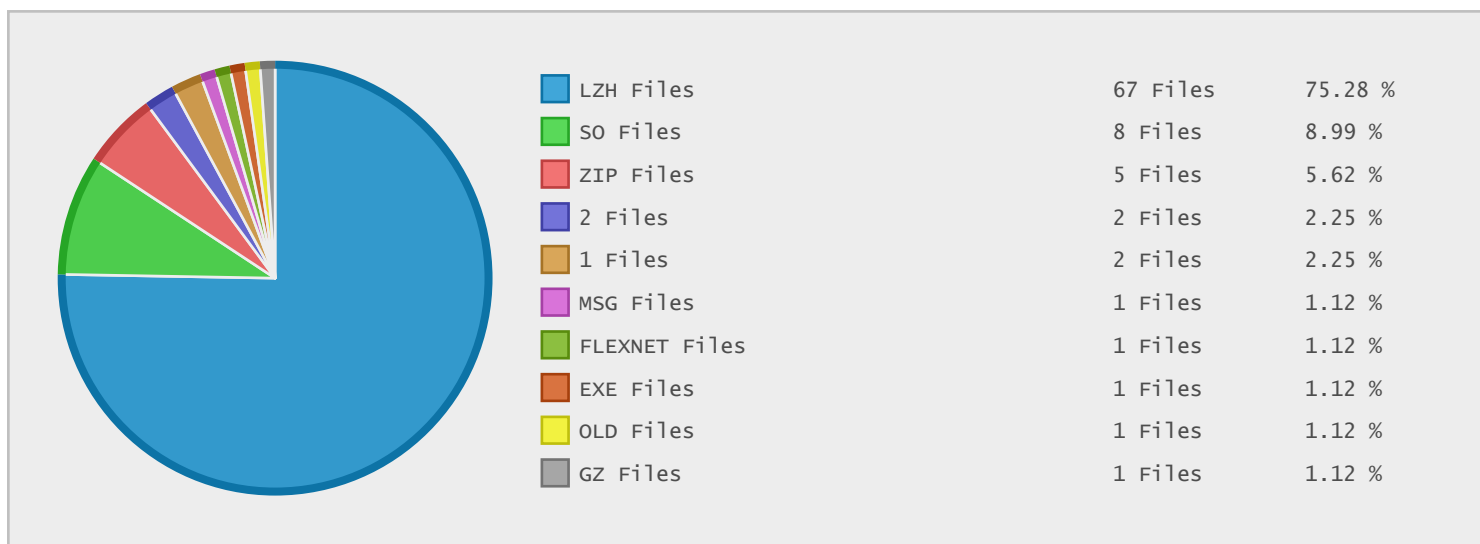 LZH Files 67 Files 75.28 %
SO Files 8 Files 8.99 %
ZIP Files 5 Files 5.62 %
2 Files 2 Files 2.25 %
1 Files 2 Files 2.25 %
MSG Files 1 Files 1.12 %
FLEXNET Files 1 Files 1.12 %
EXE Files 1 Files 1.12 %
OLD Files 1 Files 1.12 %
GZ Files 1 Files 1.12 %